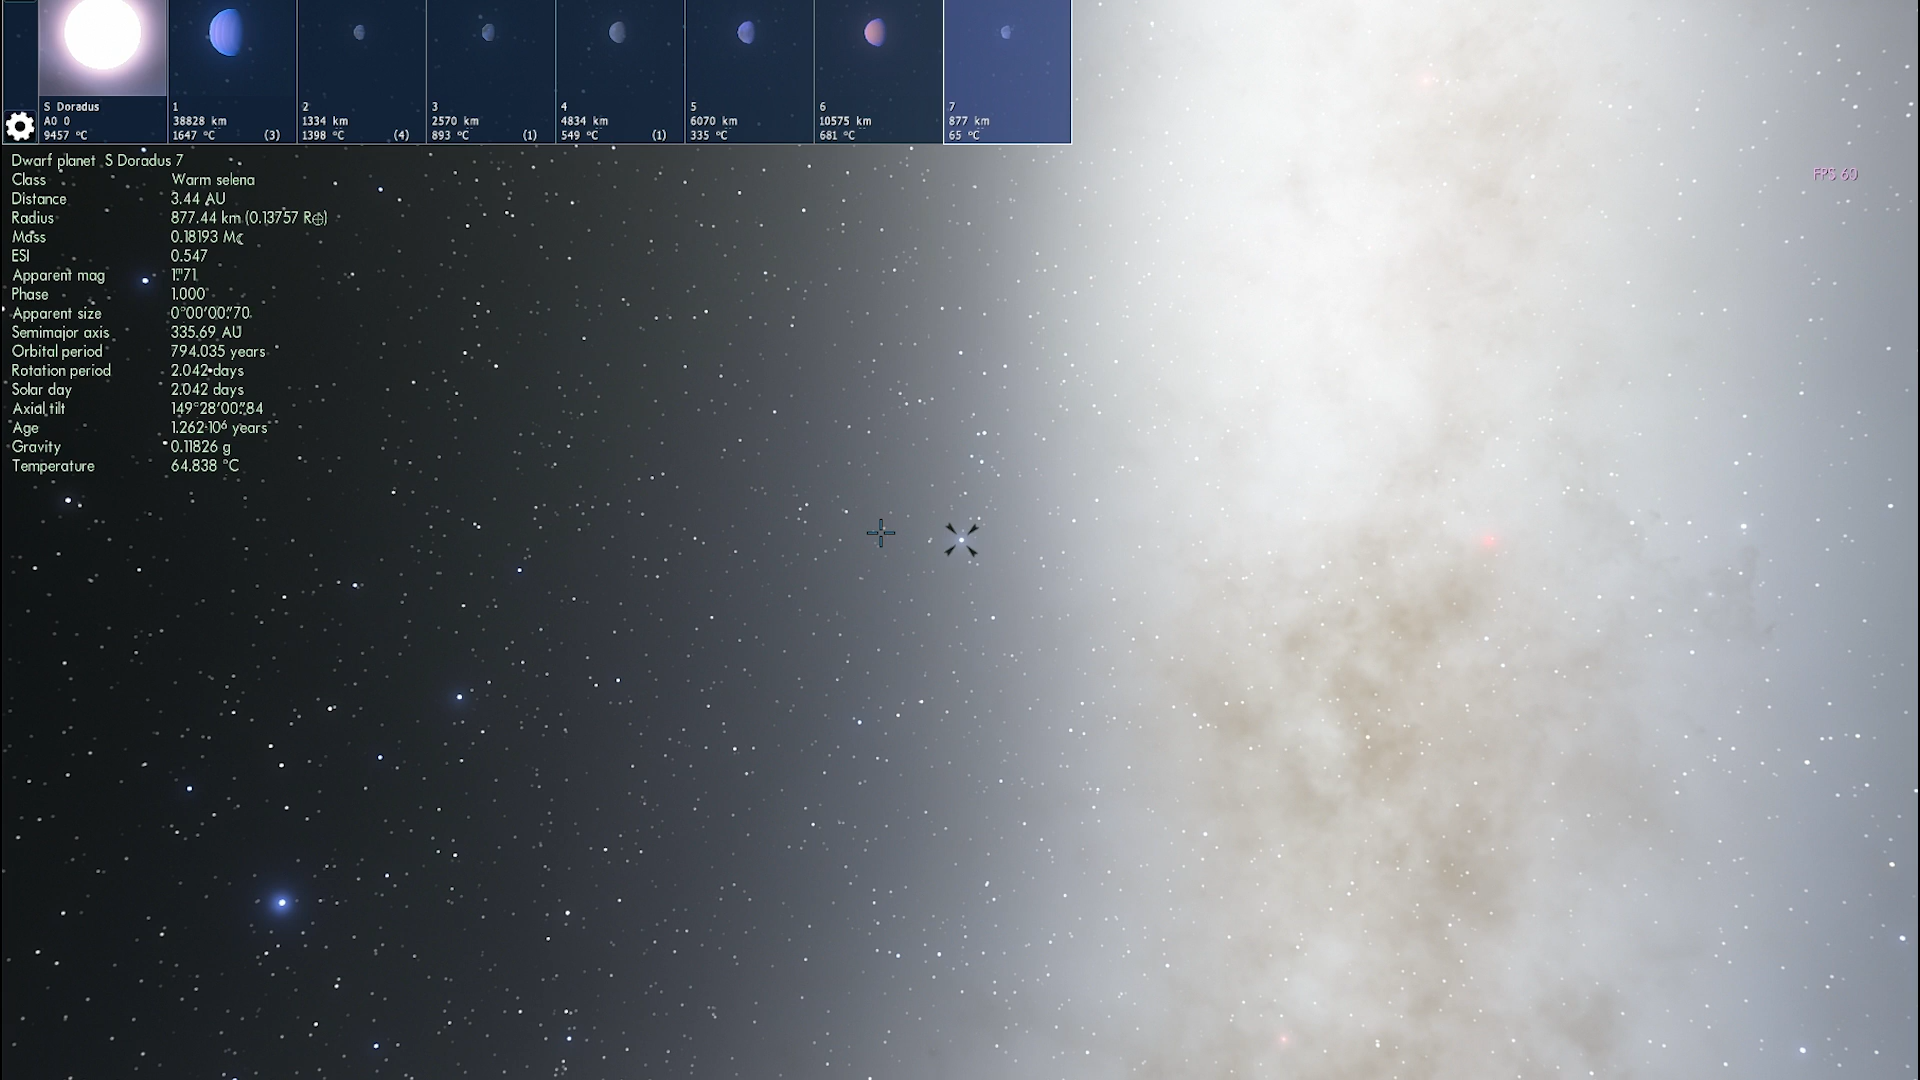 S Doradus
A0 0
9457 °C
1
38828 km
1647 °C (3)
2
1334 km
1398 °C (4)
3
2570 km
893 °C (1)
4
4834 km
549 °C (1)
5
6070 km
335 °C
6
10575 km
681 °C
7
877 km
65 °C
Dwarf planet S Doradus 7
Class Warm selena
Distance 3.44 AU
Radius 877.44 km (0.13757 R⊕)
Mass 0.18193 M☾
ESI 0.547
Apparent mag 1ᵐ.71
Phase 1.000
Apparent size 0°00'00."70
Semimajor axis 335.69 AU
Orbital period 794.035 years
Rotation period 2.042 days
Solar day 2.042 days
Axial tilt 149°28'00."84
Age 1.262·10⁶ years
Gravity 0.11826 g
Temperature 64.838 °C
FPS 60